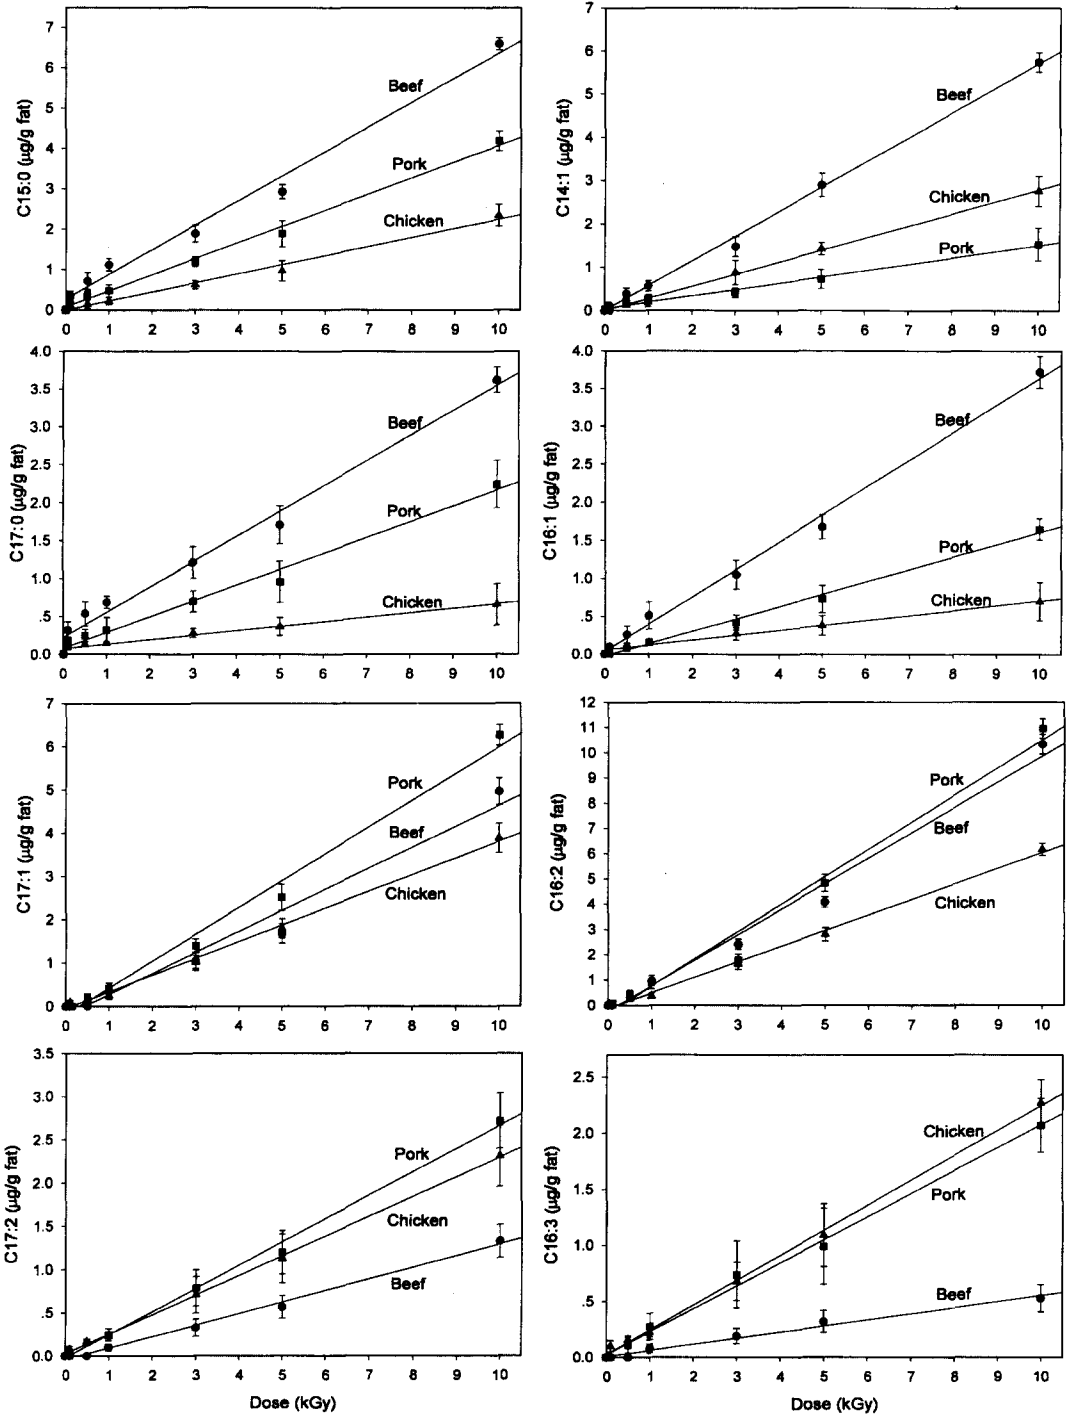 7
6
5
4
3
2
1
0
C15:0 (µg/g fat)
Beef
Pork
Chicken
0 1 2 3 4 5 6 7 8 9 10
7
6
5
4
3
2
1
0
C14:1 (µg/g fat)
Beef
Chicken
Pork
0 1 2 3 4 5 6 7 8 9 10
4.0
3.5
3.0
2.5
2.0
1.5
1.0
.5
0.0
C17:0 (µg/g fat)
Beef
Pork
Chicken
0 1 2 3 4 5 6 7 8 9 10
4.0
3.5
3.0
2.5
2.0
1.5
1.0
.5
0.0
C16:1 (µg/g fat)
Beef
Pork
Chicken
0 1 2 3 4 5 6 7 8 9 10
7
6
5
4
3
2
1
0
C17:1 (µg/g fat)
Pork
Beef
Chicken
0 1 2 3 4 5 6 7 8 9 10
12
11
10
9
8
7
6
5
4
3
2
1
0
C16:2 (µg/g fat)
Pork
Beef
Chicken
0 1 2 3 4 5 6 7 8 9 10
3.5
3.0
2.5
2.0
1.5
1.0
.5
0.0
C17:2 (µg/g fat)
Pork
Chicken
Beef
0 1 2 3 4 5 6 7 8 9 10
Dose (kGy)
2.5
2.0
1.5
1.0
.5
0.0
C16:3 (µg/g fat)
Chicken
Pork
Beef
0 1 2 3 4 5 6 7 8 9 10
Dose (kGy)